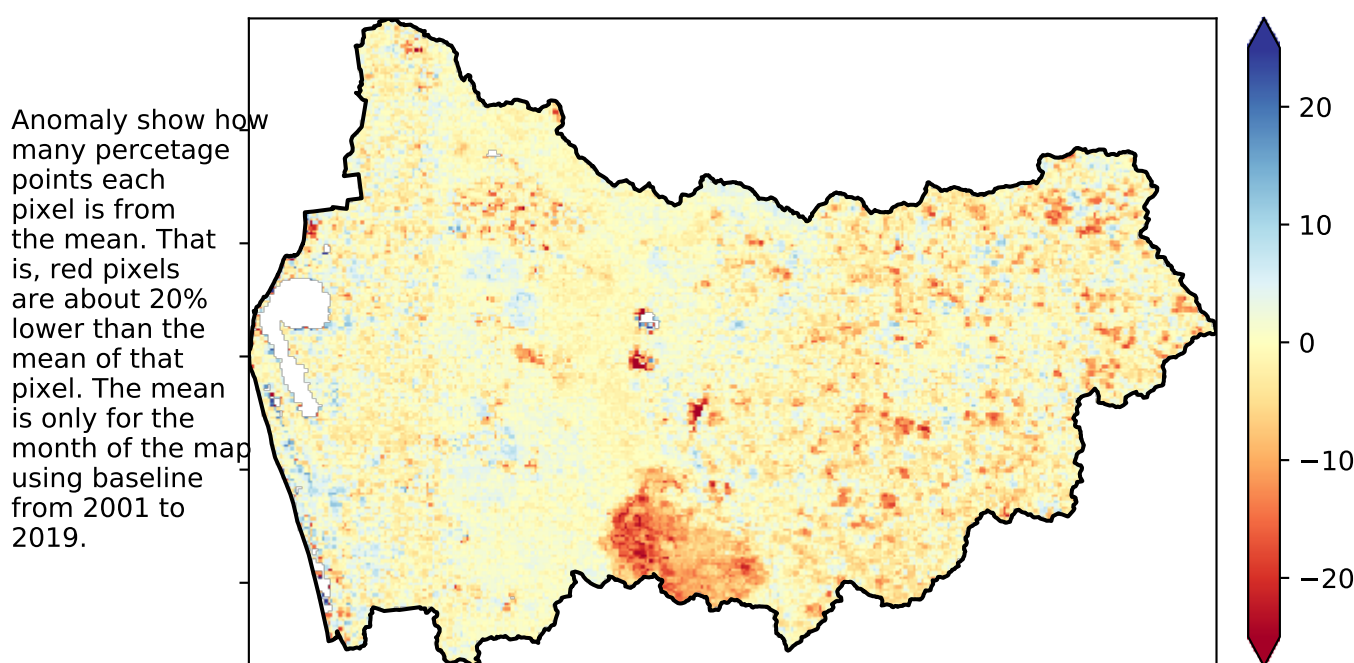 Anomaly show how
many percetage
points each
pixel is from
the mean. That
is, red pixels
are about 20%
lower than the
mean of that
pixel. The mean
is only for the
month of the map
using baseline
from 2001 to
2019.
20
10
0
−10
−20